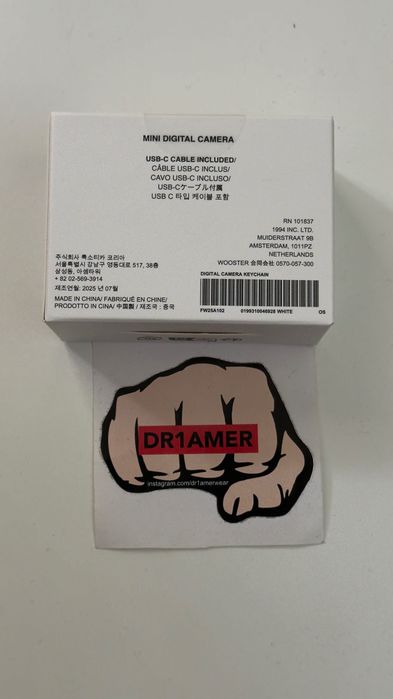 MINI DIGITAL CAMERA
USB-C CABLE INCLUDED/
CÂBLE USB-C INCLUS/
CAVO USB-C INCLUSO/
USB-Cケーブル付属
USB C 타입 케이블 포함
RN 101837
1994 INC. LTD.
MUIDERSTRAAT 9B
AMSTERDAM, 1011PZ
NETHERLANDS
WOOSTER 合同会社 0570-057-300
주식회사 룩소티카 코리아
서울특별시 강남구 영동대로 517, 38층
삼성동, 아셈타워
+ 82 02-569-3914
제조연월: 2025 년 07월
MADE IN CHINA/ FABRIQUÉ EN CHINE/
PRODOTTO IN CINA/ 中国製 / 제조국 : 중국
DIGITAL CAMERA KEYCHAIN
FW25A102 0199310046928 WHITE OS
DR1AMER
instagram.com/dr1amerwear